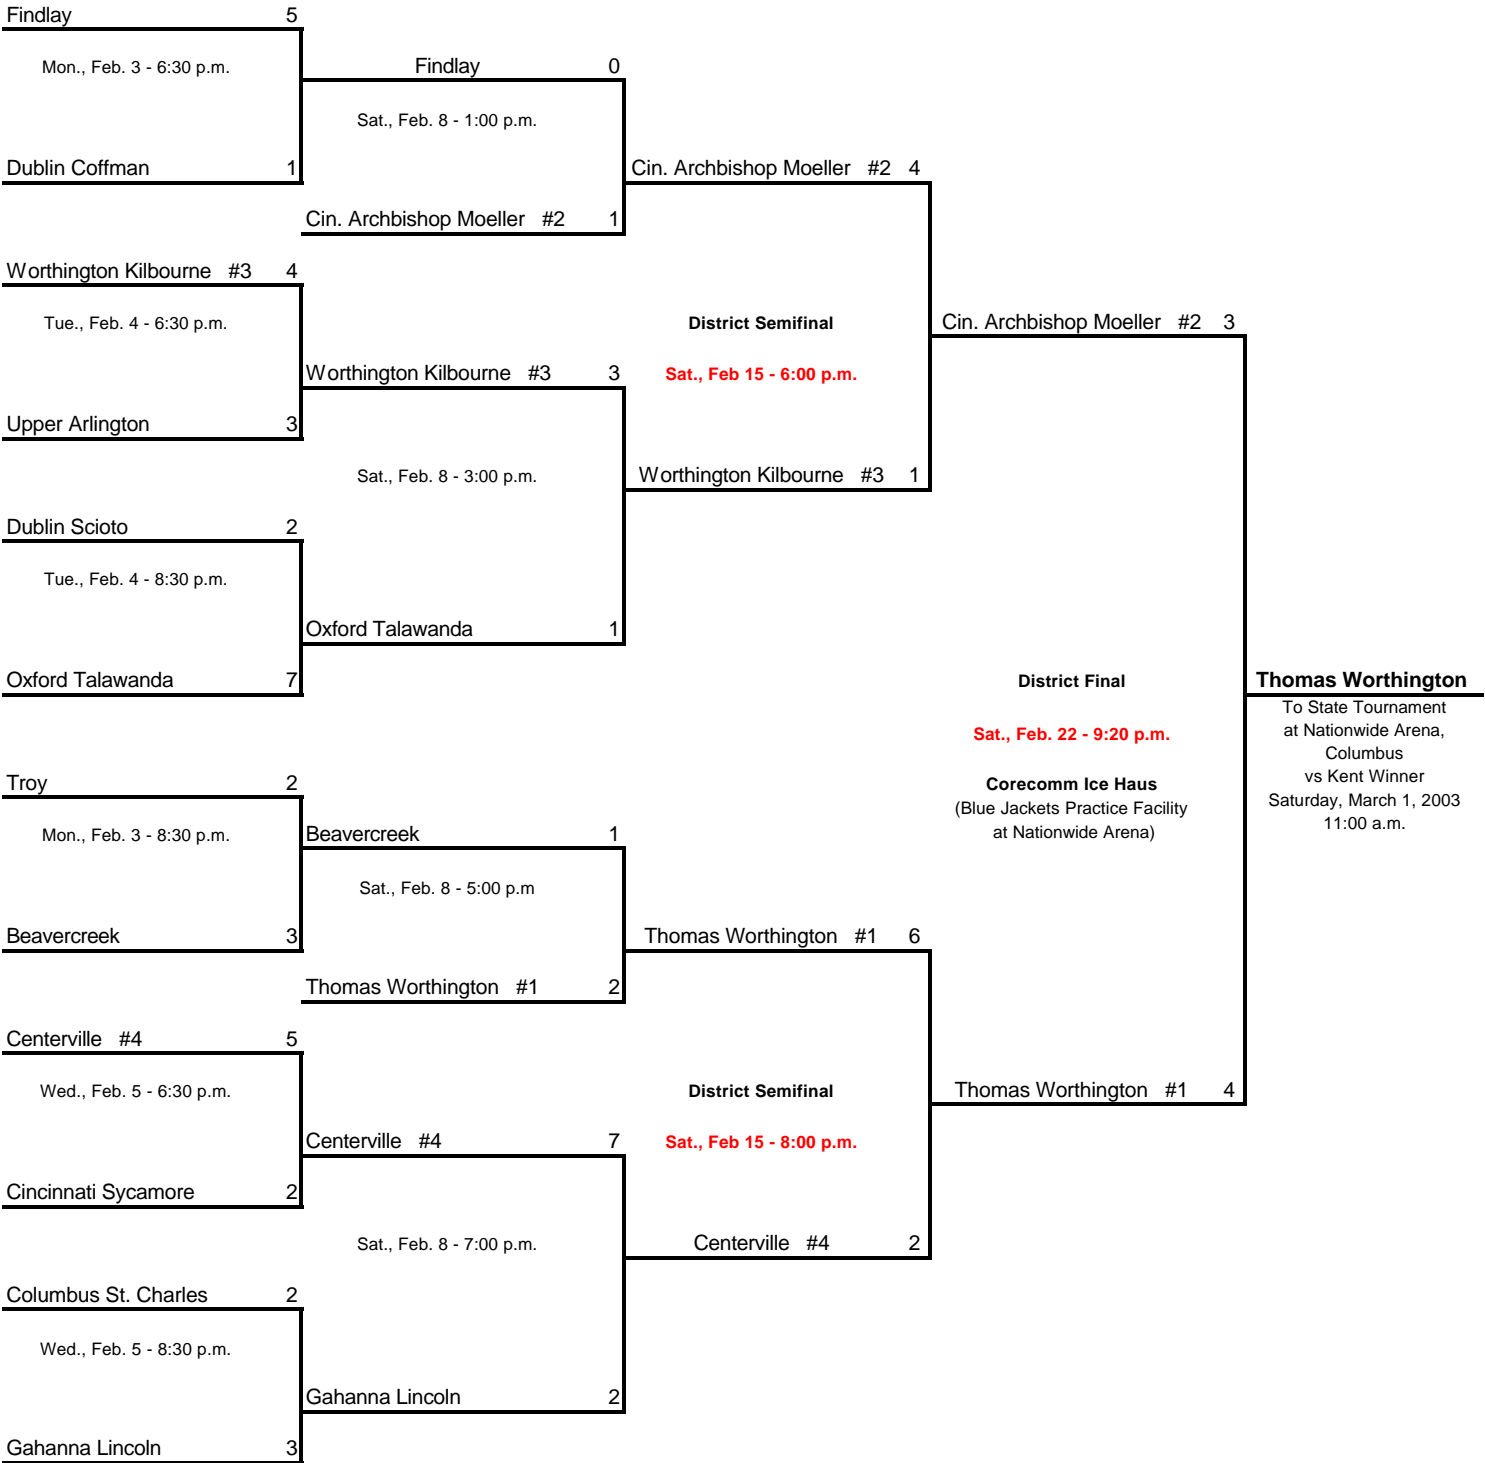 Findlay 5
Mon., Feb. 3 - 6:30 p.m.
Findlay 0
Sat., Feb. 8 - 1:00 p.m.
Dublin Coffman 1
Cin. Archbishop Moeller #2 4
Cin. Archbishop Moeller #2 1
Worthington Kilbourne #3 4
Tue., Feb. 4 - 6:30 p.m.
District Semifinal
Cin. Archbishop Moeller #2 3
Worthington Kilbourne #3 3
Sat., Feb 15 - 6:00 p.m.
Upper Arlington 3
Sat., Feb. 8 - 3:00 p.m.
Worthington Kilbourne #3 1
Dublin Scioto 2
Tue., Feb. 4 - 8:30 p.m.
Oxford Talawanda 1
Oxford Talawanda 7
District Final
Thomas Worthington
To State Tournament
at Nationwide Arena,
Columbus
vs Kent Winner
Saturday, March 1, 2003
11:00 a.m.
Sat., Feb. 22 - 9:20 p.m.
Corecomm Ice Haus
(Blue Jackets Practice Facility
at Nationwide Arena)
Troy 2
Mon., Feb. 3 - 8:30 p.m.
Beavercreek 1
Sat., Feb. 8 - 5:00 p.m
Beavercreek 3
Thomas Worthington #1 6
Thomas Worthington #1 2
Centerville #4 5
Wed., Feb. 5 - 6:30 p.m.
District Semifinal
Thomas Worthington #1 4
Centerville #4 7
Sat., Feb 15 - 8:00 p.m.
Cincinnati Sycamore 2
Sat., Feb. 8 - 7:00 p.m.
Centerville #4 2
Columbus St. Charles 2
Wed., Feb. 5 - 8:30 p.m.
Gahanna Lincoln 2
Gahanna Lincoln 3